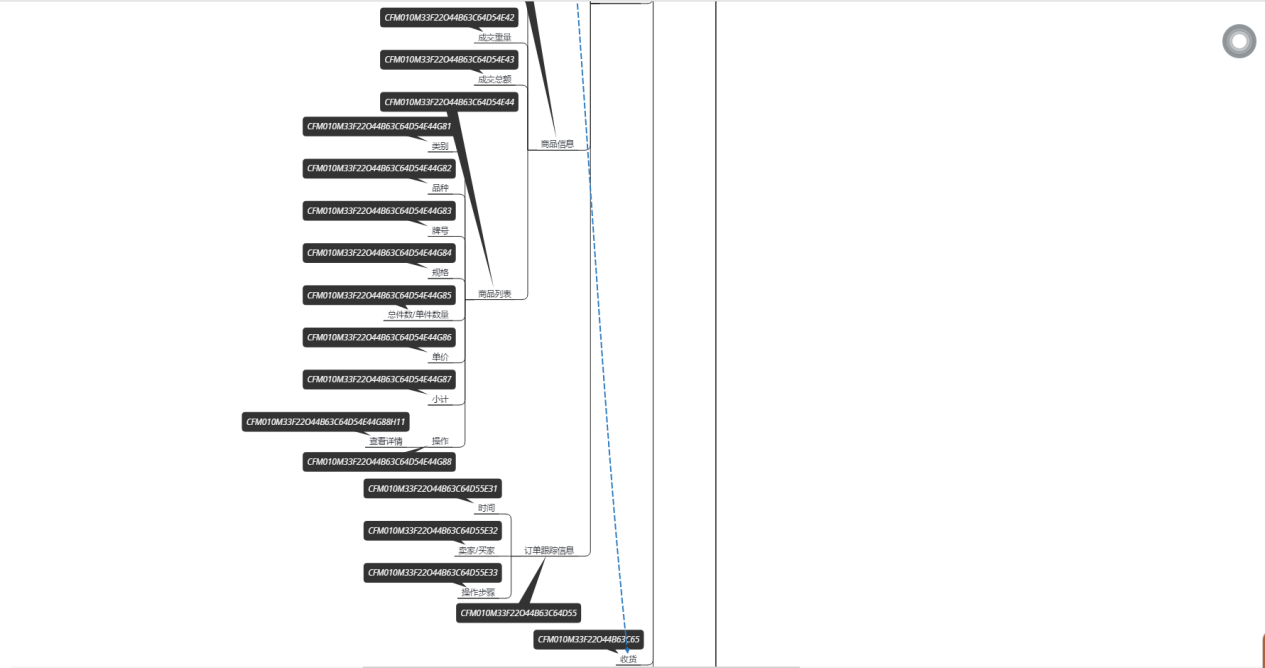 CFM010M33F22O44B63C64D54E42
成交重量
CFM010M33F22O44B63C64D54E43
成交总额
CFM010M33F22O44B63C64D54E44
CFM010M33F22O44B63C64D54E44G81
类别
商品信息
CFM010M33F22O44B63C64D54E44G82
品种
CFM010M33F22O44B63C64D54E44G83
牌号
CFM010M33F22O44B63C64D54E44G84
规格
CFM010M33F22O44B63C64D54E44G85
商品列表
总件数/单件数量
CFM010M33F22O44B63C64D54E44G86
单价
CFM010M33F22O44B63C64D54E44G87
小计
CFM010M33F22O44B63C64D54E44G88H11
查看详情 操作
CFM010M33F22O44B63C64D54E44G88
CFM010M33F22O44B63C64D55E31
时间
CFM010M33F22O44B63C64D55E32
卖家/买家 订单跟踪信息
CFM010M33F22O44B63C64D55E33
操作步骤
CFM010M33F22O44B63C64D55
CFM010M33F22O44B63C65
收货